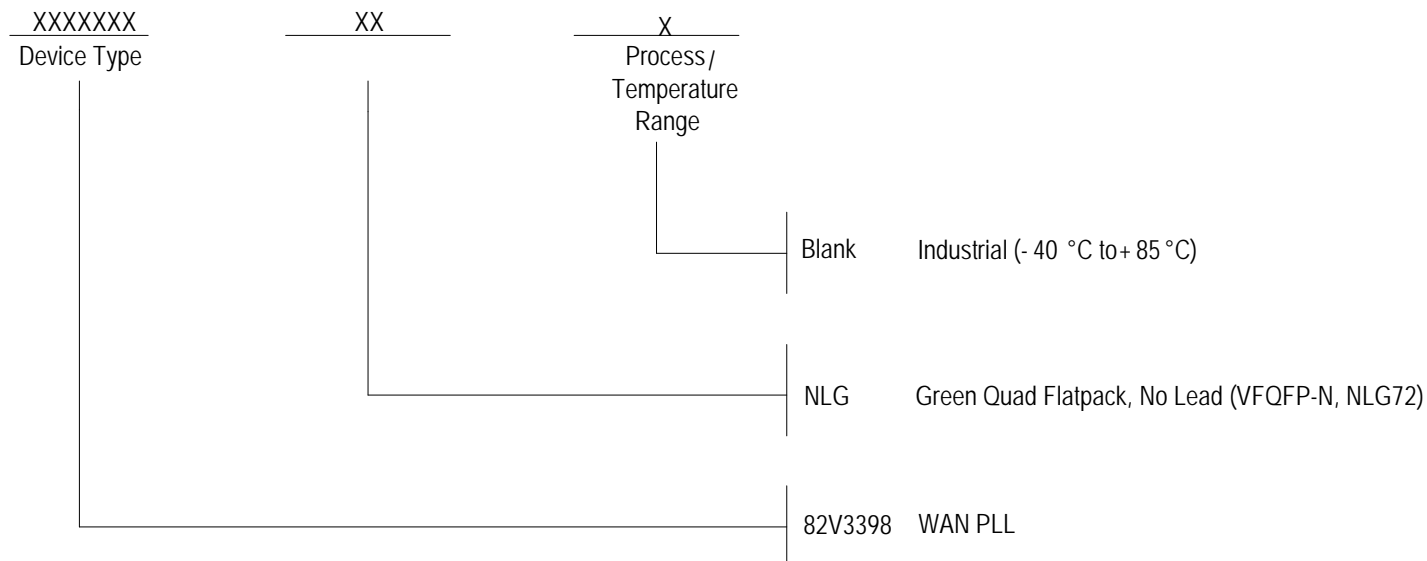 XXXXXXX XX X
Device Type Process/
Temperature
Range
Blank Industrial (- 40 °C to+ 85 °C)
NLG Green Quad Flatpack, No Lead (VFQFP-N, NLG72)
82V3398 WAN PLL